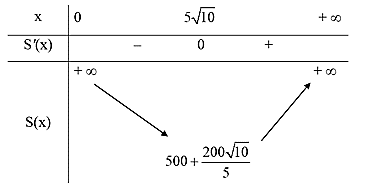 x 0 5√10 +∞
S'(x) − 0 +
+∞ +∞
S(x)
500 + 200√10/5